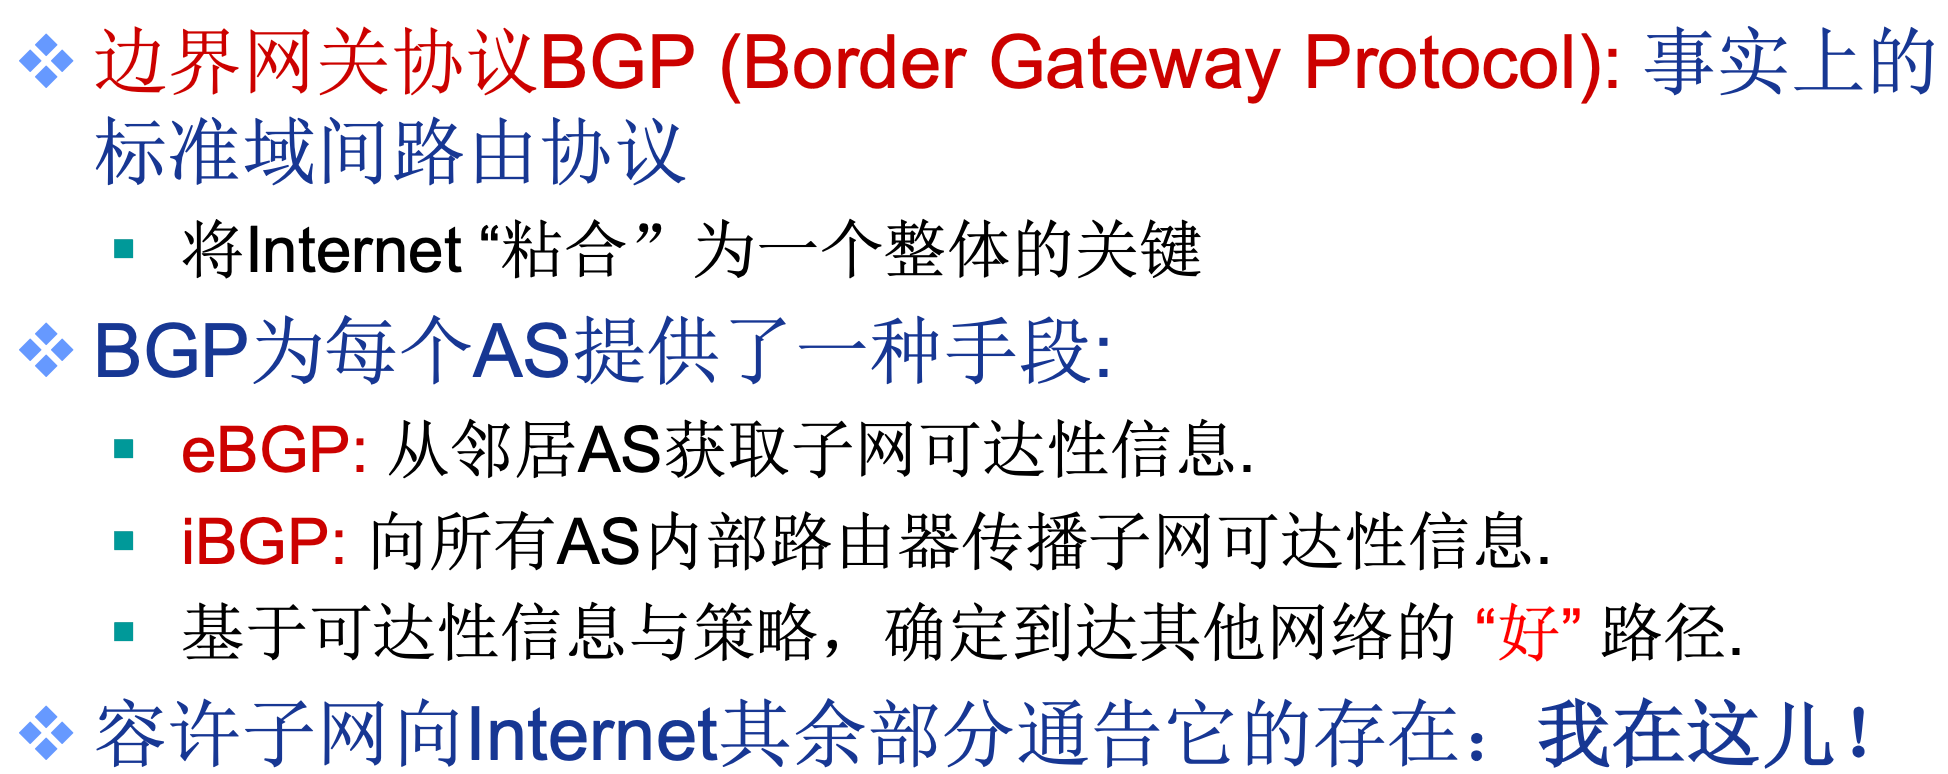 边界网关协议BGP (Border Gateway Protocol): 事实上的
标准域间路由协议
将Internet “粘合”为一个整体的关键
BGP为每个AS提供了一种手段:
eBGP: 从邻居AS获取子网可达性信息.
iBGP: 向所有AS内部路由器传播子网可达性信息.
基于可达性信息与策略，确定到达其他网络的 “好” 路径.
容许子网向Internet其余部分通告它的存在：我在这儿！